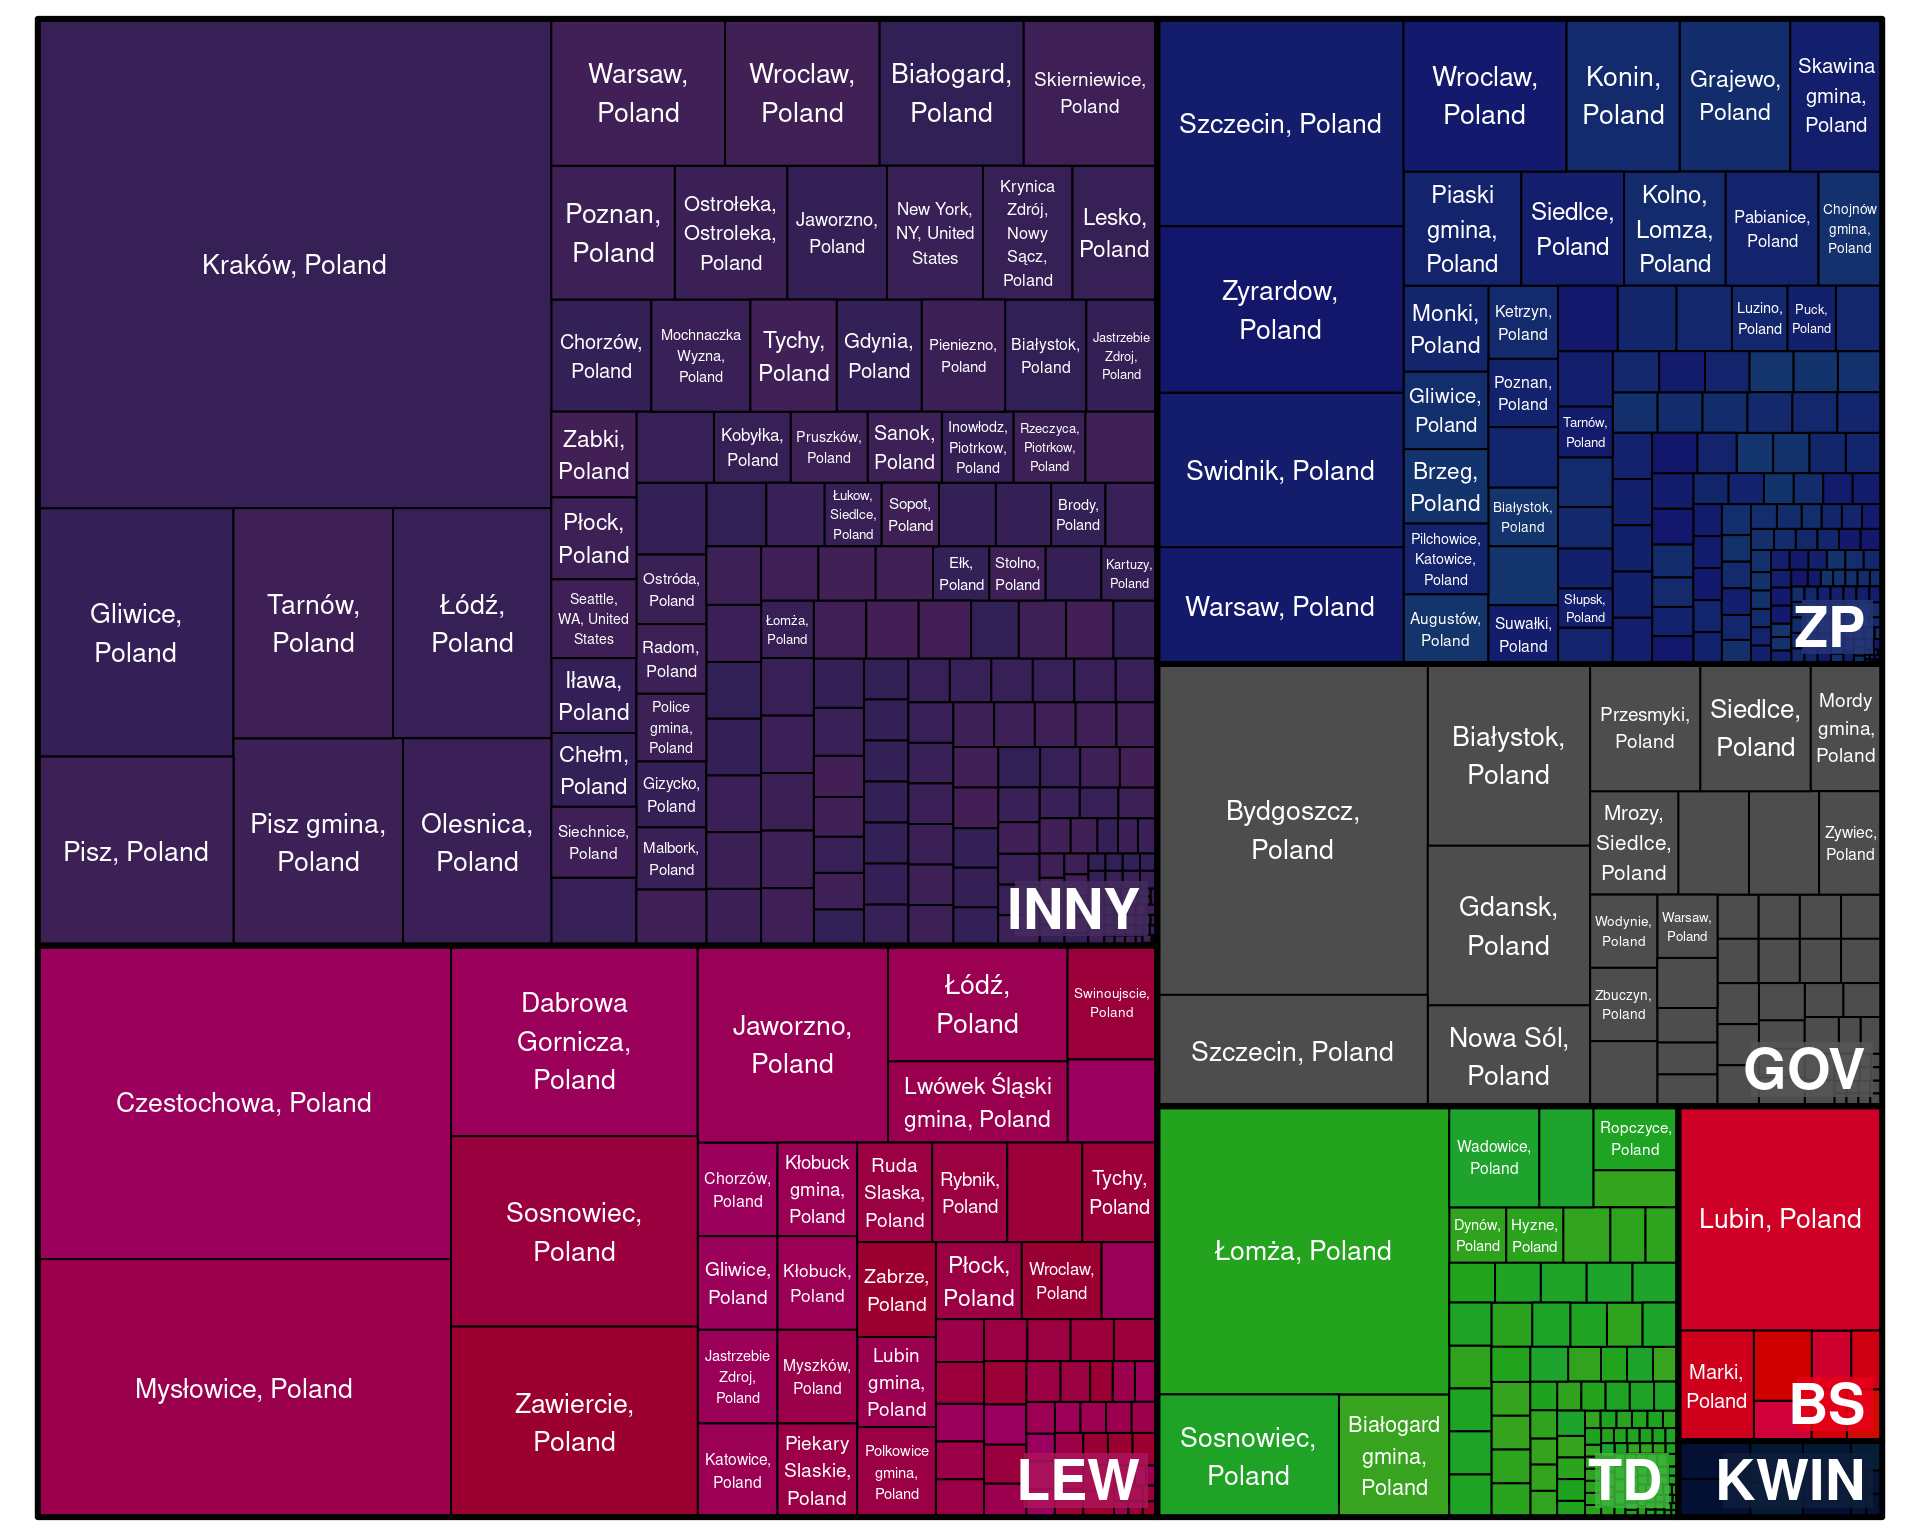 Kraków, Poland
Gliwice,
Poland
Tarnów,
Poland
Łódź,
Poland
Pisz, Poland
Pisz gmina,
Poland
Olesnica,
Poland
Warsaw,
Poland
Wroclaw,
Poland
Białogard,
Poland
Skierniewice,
Poland
Poznan,
Poland
Ostrołeka,
Ostroleka,
Poland
Jaworzno,
Poland
New York,
NY, United
States
Krynica
Zdrój,
Nowy
Sącz,
Poland
Lesko,
Poland
Chorzów,
Poland
Mochnaczka
Wyzna,
Poland
Tychy,
Poland
Gdynia,
Poland
Pieniezno,
Poland
Białystok,
Poland
Jastrzebie
Zdroj,
Poland
Zabki,
Poland
Płock,
Poland
Seattle,
WA, United
States
Iława,
Poland
Chełm,
Poland
Siechnice,
Poland
Kobyłka,
Poland
Pruszków,
Poland
Sanok,
Poland
Inowłodz,
Piotrkow,
Poland
Rzeczyca,
Piotrkow,
Poland
Łukow,
Siedlce,
Poland
Sopot,
Poland
Brody,
Poland
Ostróda,
Poland
Radom,
Poland
Police
gmina,
Poland
Gizycko,
Poland
Malbork,
Poland
Ełk,
Poland
Stolno,
Poland
Kartuzy,
Poland
Łomża,
Poland
INNY
Czestochowa, Poland
Mysłowice, Poland
Dabrowa
Gornicza,
Poland
Sosnowiec,
Poland
Zawiercie,
Poland
Jaworzno,
Poland
Łódź,
Poland
Lwówek Śląski
gmina, Poland
Swinoujscie,
Poland
Chorzów,
Poland
Kłobuck
gmina,
Poland
Gliwice,
Poland
Kłobuck,
Poland
Jastrzebie
Zdroj,
Poland
Myszków,
Poland
Katowice,
Poland
Piekary
Slaskie,
Poland
Ruda
Slaska,
Poland
Rybnik,
Poland
Tychy,
Poland
Zabrze,
Poland
Płock,
Poland
Wroclaw,
Poland
Lubin
gmina,
Poland
Polkowice
gmina,
Poland
LEW
Szczecin, Poland
Zyrardow,
Poland
Swidnik, Poland
Warsaw, Poland
Wroclaw,
Poland
Konin,
Poland
Grajewo,
Poland
Skawina
gmina,
Poland
Piaski
gmina,
Poland
Siedlce,
Poland
Kolno,
Lomza,
Poland
Pabianice,
Poland
Chojnów
gmina,
Poland
Monki,
Poland
Gliwice,
Poland
Brzeg,
Poland
Pilchowice,
Katowice,
Poland
Augustów,
Poland
Ketrzyn,
Poland
Poznan,
Poland
Białystok,
Poland
Suwałki,
Poland
Luzino,
Poland
Puck,
Poland
Tarnów,
Poland
Słupsk,
Poland
ZP
Bydgoszcz,
Poland
Szczecin, Poland
Białystok,
Poland
Gdansk,
Poland
Nowa Sól,
Poland
Przesmyki,
Poland
Siedlce,
Poland
Mordy
gmina,
Poland
Mrozy,
Siedlce,
Poland
Zywiec,
Poland
Wodynie,
Poland
Warsaw,
Poland
Zbuczyn,
Poland
GOV
Łomża, Poland
Sosnowiec,
Poland
Białogard
gmina,
Poland
Wadowice,
Poland
Ropczyce,
Poland
Dynów,
Poland
Hyzne,
Poland
TD
Lubin, Poland
Marki,
Poland
BS
KWIN